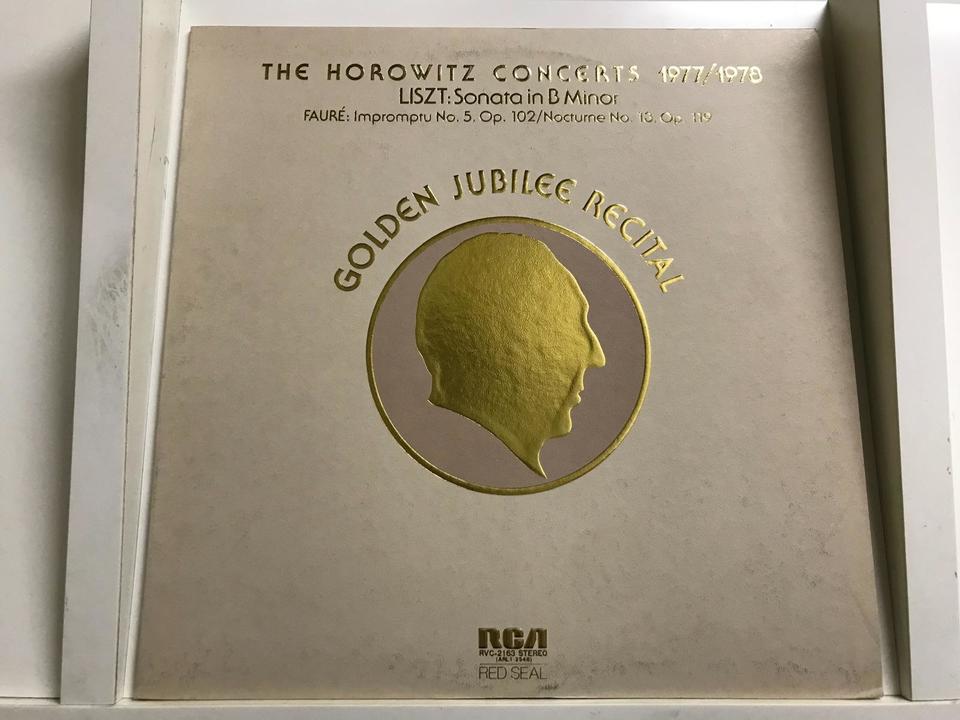 THE HOROWITZ CONCERTS 1977/1978
LISZT: Sonata in B Minor
FAURÉ: Impromptu No. 5, Op. 102/Nocturne No. 13, Op. 119
GOLDEN JUBILEE RECITAL
RCA
RVC-2163 STEREO
(ARL1 2548)
RED SEAL